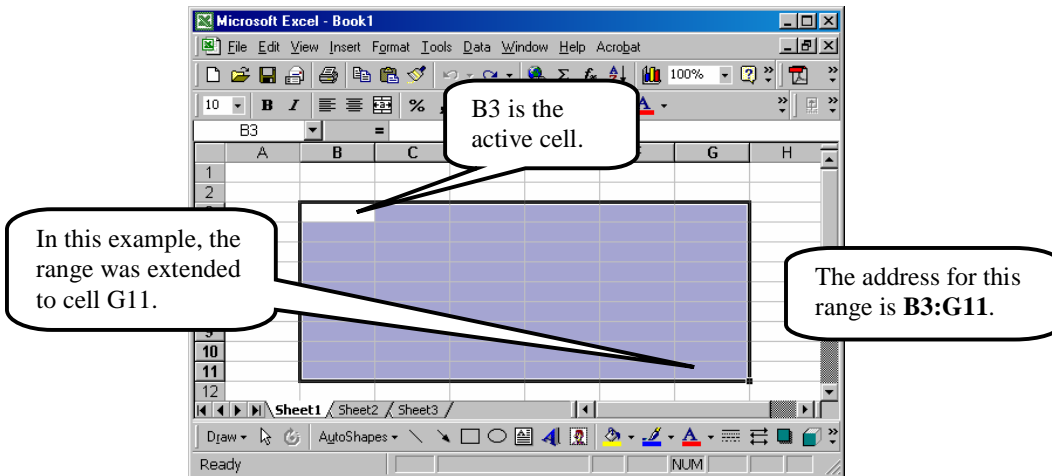 Microsoft Excel - Book1
File Edit View Insert Format Tools Data Window Help Acrobat
100%
10 B I %
B3 =
B3 is the
active cell.
A B C G H
1
2
In this example, the
range was extended
to cell G11.
The address for this
range is B3:G11.
9
10
11
12
Sheet1 Sheet2 Sheet3
Draw AutoShapes
Ready NUM